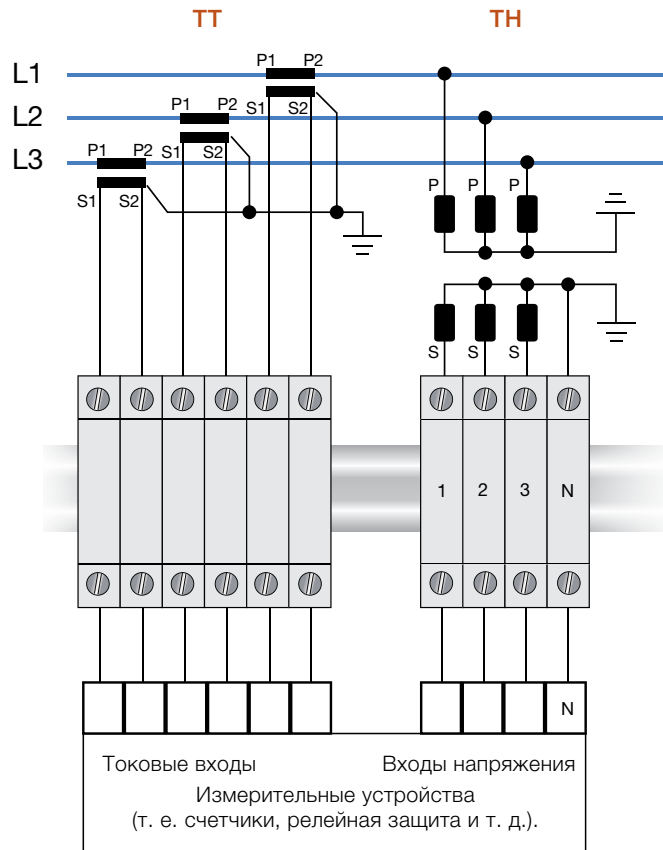 ТТ ТН
P1 P2
L1
P1 P2 S1 S2
L2
P1 P2 S1 S2
L3
S1 S2 P P P
S S S
1 2 3 N
N
Токовые входы Входы напряжения
Измерительные устройства
(т. е. счетчики, релейная защита и т. д.).